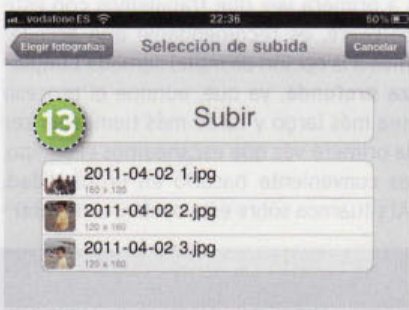 vodafone ES 22:36 60%
Elegir fotografías Selección de subida Cancelar
13 Subir
2011-04-02 1.jpg
160 x 120
2011-04-02 2.jpg
120 x 160
2011-04-02 3.jpg
120 x 160